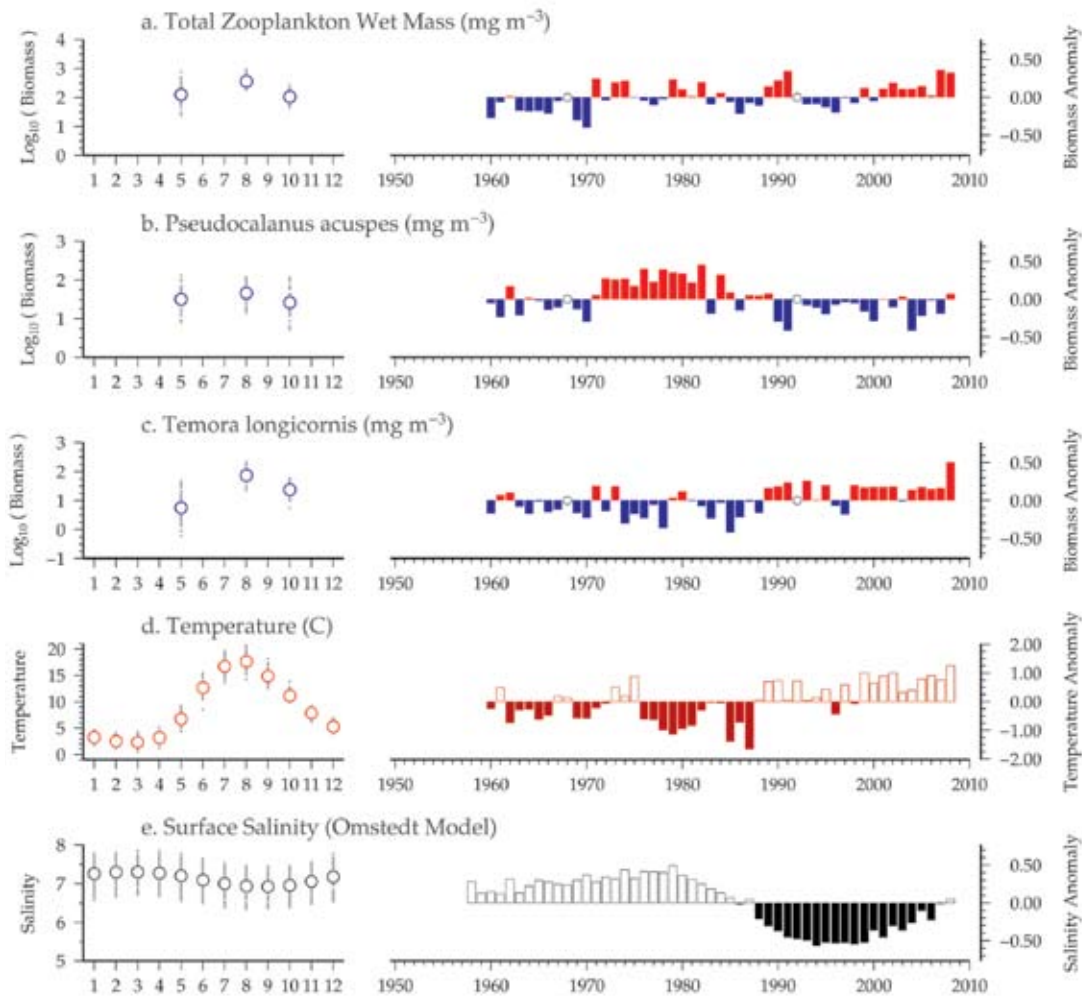 a. Total Zooplankton Wet Mass (mg m⁻³)
Log₁₀ ( Biomass )
4
3
2
1
0
1 2 3 4 5 6 7 8 9 10 11 12
1950 1960 1970 1980 1990 2000 2010
0.50
0.00
−0.50
Biomass Anomaly
b. Pseudocalanus acuspes (mg m⁻³)
Log₁₀ ( Biomass )
3
2
1
0
1 2 3 4 5 6 7 8 9 10 11 12
1950 1960 1970 1980 1990 2000 2010
0.50
0.00
−0.50
Biomass Anomaly
c. Temora longicornis (mg m⁻³)
Log₁₀ ( Biomass )
3
2
1
0
−1
1 2 3 4 5 6 7 8 9 10 11 12
1950 1960 1970 1980 1990 2000 2010
0.50
0.00
−0.50
Biomass Anomaly
d. Temperature (C)
Temperature
20
15
10
5
0
1 2 3 4 5 6 7 8 9 10 11 12
1950 1960 1970 1980 1990 2000 2010
2.00
1.00
0.00
−1.00
−2.00
Temperature Anomaly
e. Surface Salinity (Omstedt Model)
Salinity
8
7
6
5
1 2 3 4 5 6 7 8 9 10 11 12
1950 1960 1970 1980 1990 2000 2010
0.50
0.00
−0.50
Salinity Anomaly